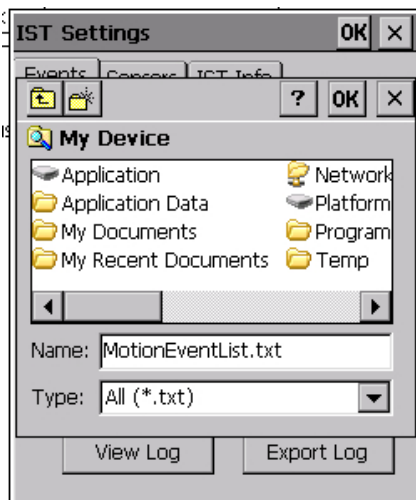 IST Settings OK ×
Events Sensors IST Info
? OK ×
My Device
Application Network
Application Data Platform
My Documents Program
My Recent Documents Temp
Name: MotionEventList.txt
Type: All (*.txt)
View Log Export Log